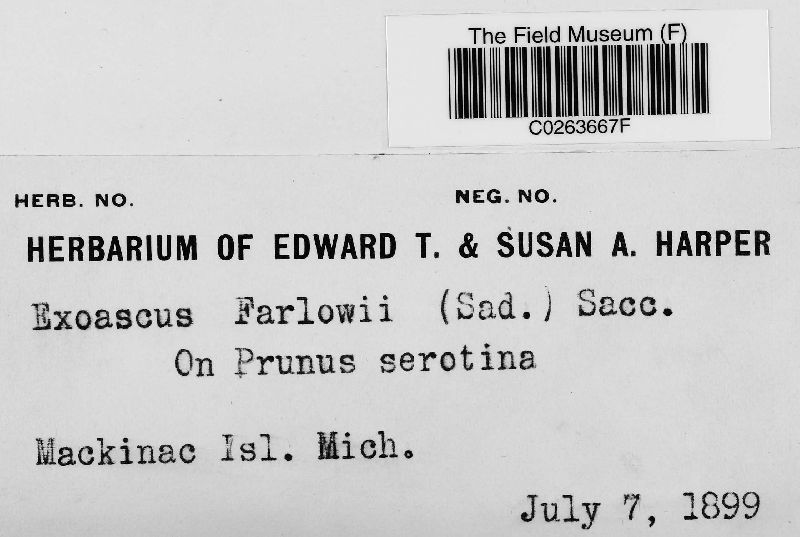 The Field Museum (F)
C0263667F
HERB. NO. NEG. NO.
HERBARIUM OF EDWARD T. & SUSAN A. HARPER
Exoascus Farlowii (Sad.) Sacc.
On Prunus serotina
Mackinac Isl. Mich.
July 7, 1899